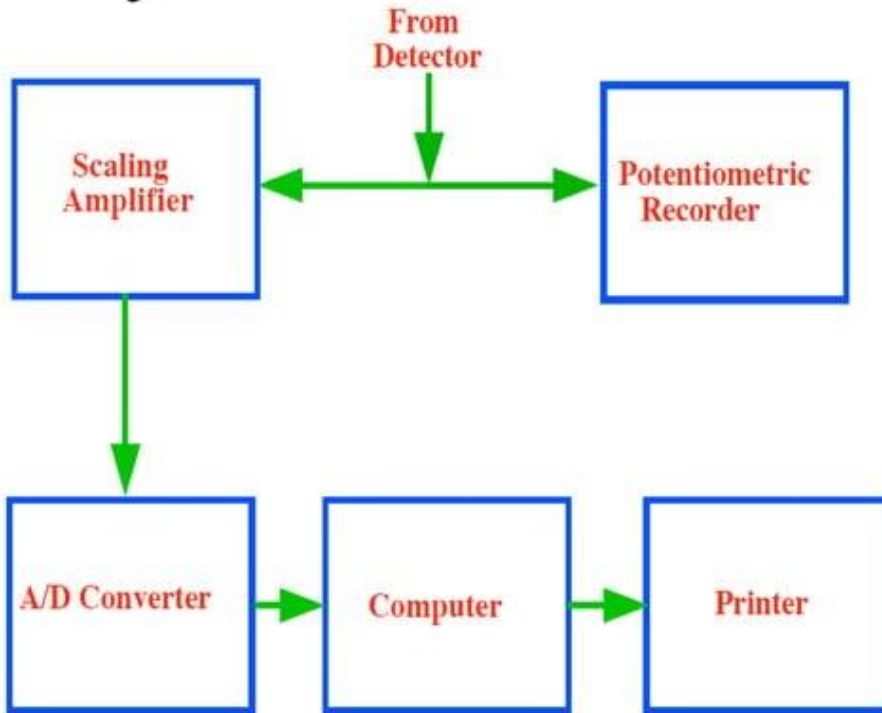 From
Detector
Scaling
Amplifier
Potentiometric
Recorder
A/D Converter
Computer
Printer